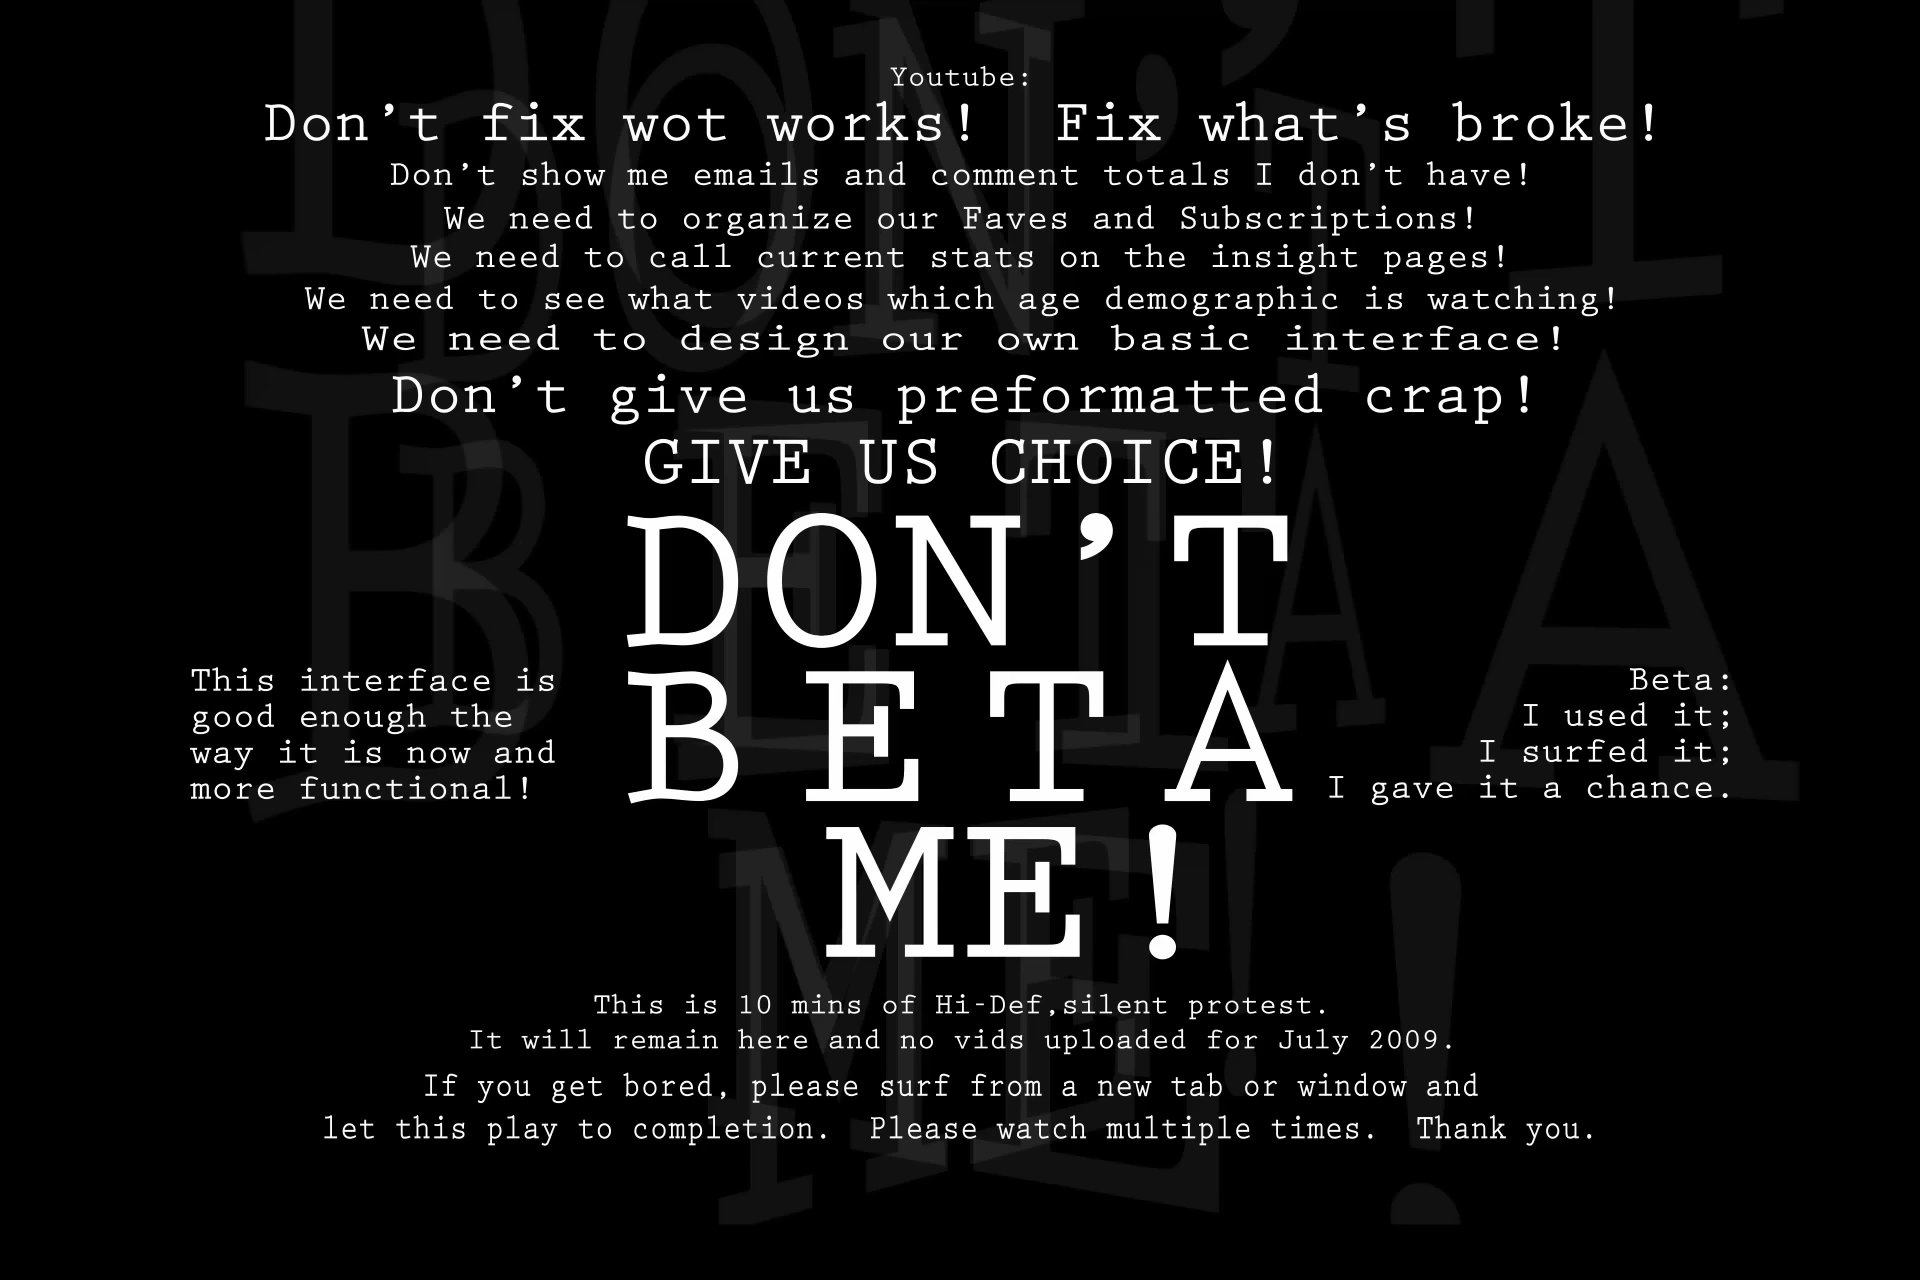 Youtube:
Don't fix wot works!  Fix what's broke!
Don't show me emails and comment totals I don't have!
We need to organize our Faves and Subscriptions!
We need to call current stats on the insight pages!
We need to see what videos which age demographic is watching!
We need to design our own basic interface!
Don't give us preformatted crap!
GIVE US CHOICE!
DON'T
BETA
ME!
This interface is
good enough the
way it is now and
more functional!
Beta:
I used it;
I surfed it;
I gave it a chance.
This is 10 mins of Hi-Def,silent protest.
It will remain here and no vids uploaded for July 2009.
If you get bored, please surf from a new tab or window and
let this play to completion.  Please watch multiple times.  Thank you.